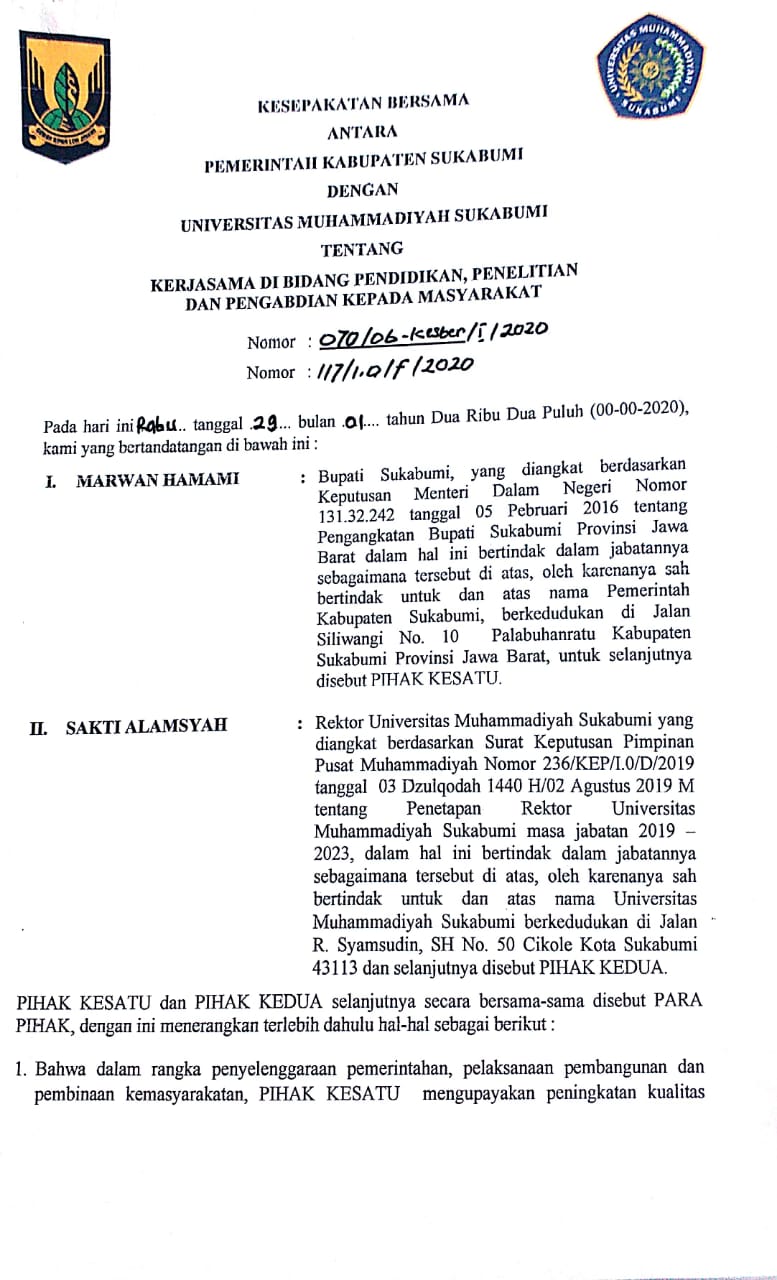 UNIVERSITAS MUHAMMADIYAH
SUKABUMI
KESEPAKATAN BERSAMA
ANTARA
PEMERINTAH KABUPATEN SUKABUMI
DENGAN
UNIVERSITAS MUHAMMADIYAH SUKABUMI
TENTANG
KERJASAMA DI BIDANG PENDIDIKAN, PENELITIAN
DAN PENGABDIAN KEPADA MASYARAKAT
Nomor : 070/06-Kesber/I/2020
Nomor : 117/I.0/F/2020
Pada hari ini Rabu.. tanggal .29... bulan .01.... tahun Dua Ribu Dua Puluh (00-00-2020),
kami yang bertandatangan di bawah ini :
I. MARWAN HAMAMI : Bupati Sukabumi, yang diangkat berdasarkan
Keputusan Menteri Dalam Negeri Nomor
131.32.242 tanggal 05 Pebruari 2016 tentang
Pengangkatan Bupati Sukabumi Provinsi Jawa
Barat dalam hal ini bertindak dalam jabatannya
sebagaimana tersebut di atas, oleh karenanya sah
bertindak untuk dan atas nama Pemerintah
Kabupaten Sukabumi, berkedudukan di Jalan
Siliwangi No. 10 Palabuhanratu Kabupaten
Sukabumi Provinsi Jawa Barat, untuk selanjutnya
disebut PIHAK KESATU.
II. SAKTI ALAMSYAH : Rektor Universitas Muhammadiyah Sukabumi yang
diangkat berdasarkan Surat Keputusan Pimpinan
Pusat Muhammadiyah Nomor 236/KEP/I.0/D/2019
tanggal 03 Dzulqodah 1440 H/02 Agustus 2019 M
tentang Penetapan Rektor Universitas
Muhammadiyah Sukabumi masa jabatan 2019 –
2023, dalam hal ini bertindak dalam jabatannya
sebagaimana tersebut di atas, oleh karenanya sah
bertindak untuk dan atas nama Universitas
Muhammadiyah Sukabumi berkedudukan di Jalan
R. Syamsudin, SH No. 50 Cikole Kota Sukabumi
43113 dan selanjutnya disebut PIHAK KEDUA.
PIHAK KESATU dan PIHAK KEDUA selanjutnya secara bersama-sama disebut PARA
PIHAK, dengan ini menerangkan terlebih dahulu hal-hal sebagai berikut :
1. Bahwa dalam rangka penyelenggaraan pemerintahan, pelaksanaan pembangunan dan
pembinaan kemasyarakatan, PIHAK KESATU mengupayakan peningkatan kualitas